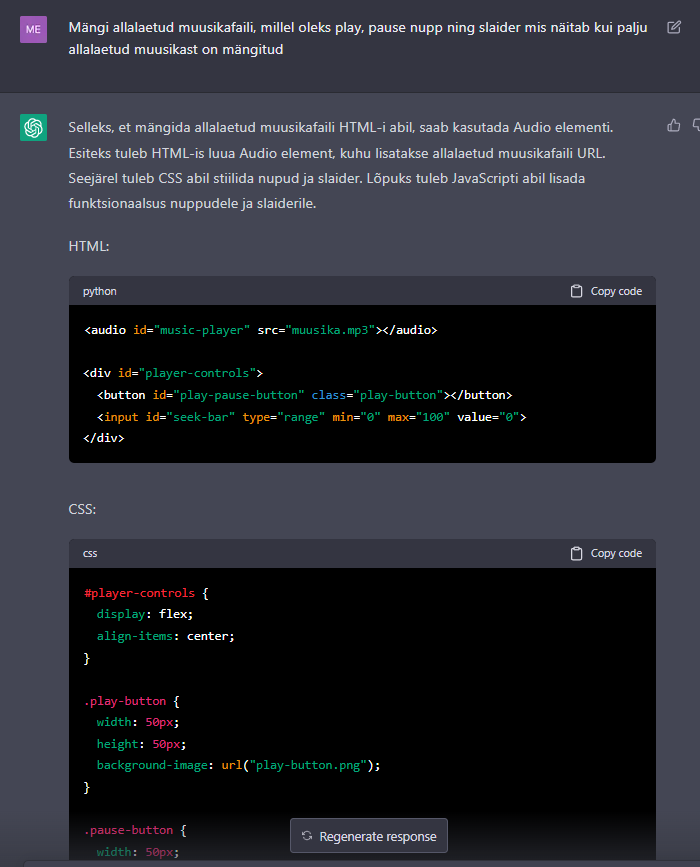 ME
Mängi allalaetud muusikafaili, millel oleks play, pause nupp ning slaider mis näitab kui palju
allalaetud muusikast on mängitud
Selleks, et mängida allalaetud muusikafaili HTML-i abil, saab kasutada Audio elementi.
Esiteks tuleb HTML-is luua Audio element, kuhu lisatakse allalaetud muusikafaili URL.
Seejärel tuleb CSS abil stiilida nupud ja slaider. Lõpuks tuleb JavaScripti abil lisada
funktsionaalsus nuppudele ja slaiderile.
HTML:
python Copy code
<audio id="music-player" src="muusika.mp3"></audio>
<div id="player-controls">
<button id="play-pause-button" class="play-button"></button>
<input id="seek-bar" type="range" min="0" max="100" value="0">
</div>
CSS:
css Copy code
#player-controls {
display: flex;
align-items: center;
}
.play-button {
width: 50px;
height: 50px;
background-image: url("play-button.png");
}
.pause-button {
Regenerate response
width: 50px;